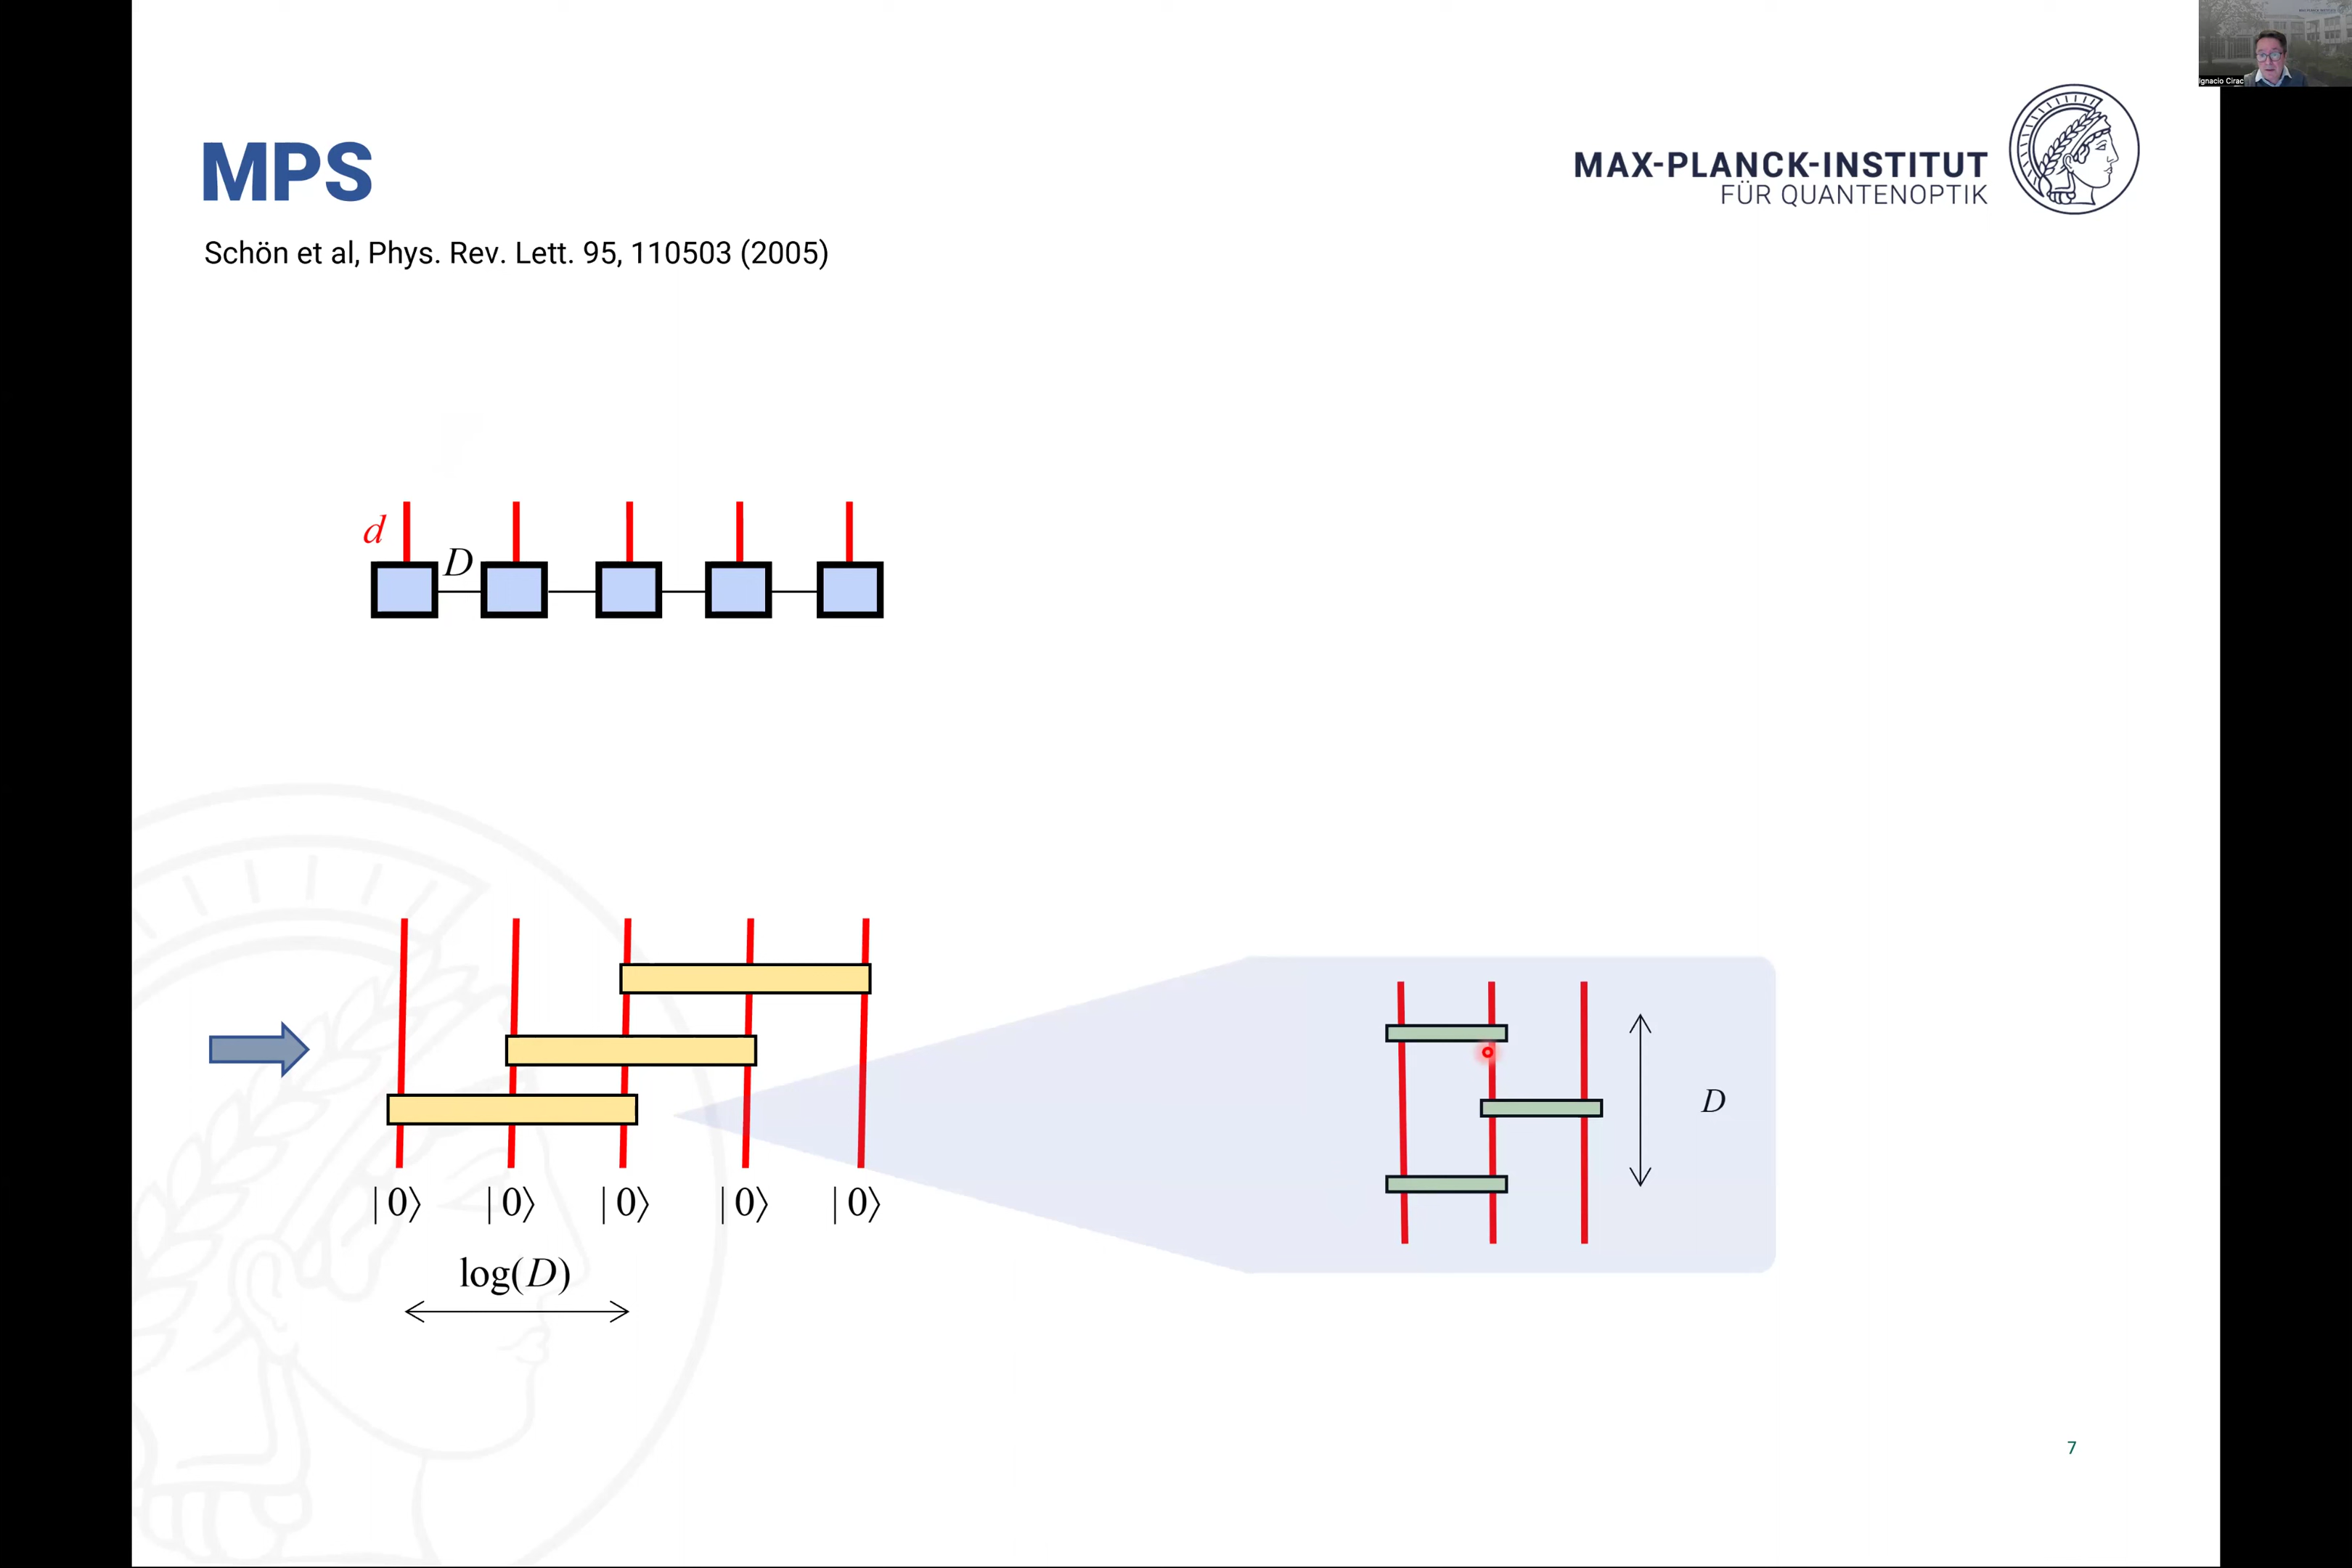 Ignacio Cirac
MPS
MAX-PLANCK-INSTITUT
FÜR QUANTENOPTIK
Schön et al, Phys. Rev. Lett. 95, 110503 (2005)
d
D
D
|0⟩ |0⟩ |0⟩ |0⟩ |0⟩
log(D)
7